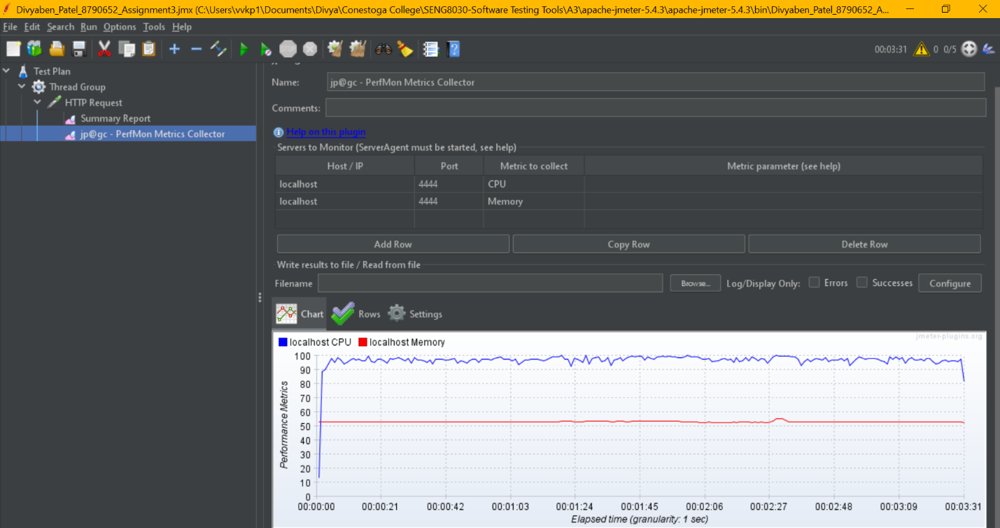 Divyaben_Patel_8790652_Assignment3.jmx (C:\Users\vvkp1\Documents\Divya\Conestoga College\SENG8030-Software Testing Tools\A3\apache-jmeter-5.4.3\apache-jmeter-5.4.3\bin\Divyaben_Patel_8790652_A...
File Edit Search Run Options Tools Help
STOP 00:03:31 0 0/5
Test Plan
Thread Group
HTTP Request
Summary Report
jp@gc - PerfMon Metrics Collector
Name: jp@gc - PerfMon Metrics Collector
Comments:
Help on this plugin
Servers to Monitor (ServerAgent must be started, see help)
Host / IP Port Metric to collect Metric parameter (see help)
localhost 4444 CPU
localhost 4444 Memory
Add Row Copy Row Delete Row
Write results to file / Read from file
Filename Browse... Log/Display Only: Errors Successes Configure
Chart Rows Settings
jmeter-plugins.org
localhost CPU localhost Memory
100
90
80
70
60
50
40
30
20
10
0
Performance Metrics
00:00:00 00:00:21 00:00:42 00:01:03 00:01:24 00:01:45 00:02:06 00:02:27 00:02:48 00:03:09 00:03:31
Elapsed time (granularity: 1 sec)